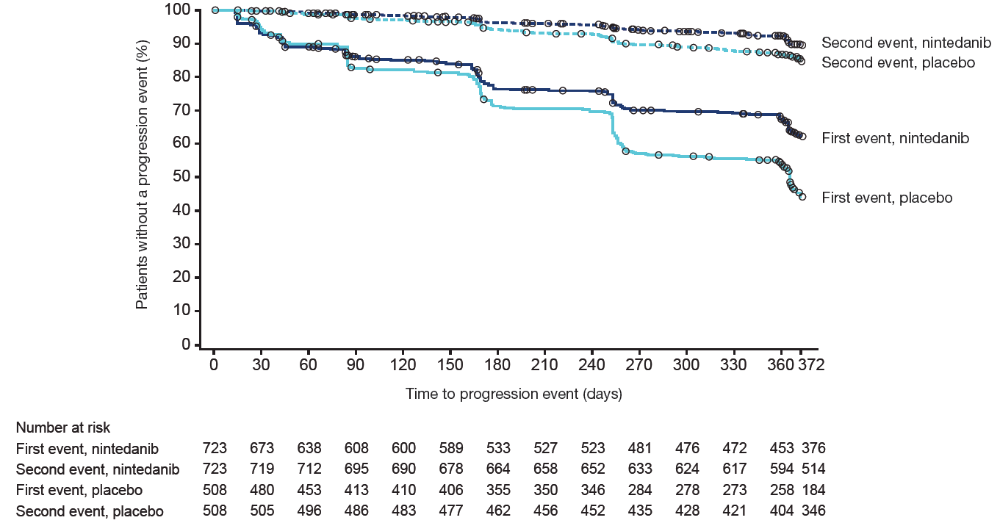 Patients without a progression event (%)
100
90
80
70
60
50
40
30
20
10
0
Second event, nintedanib
Second event, placebo
First event, nintedanib
First event, placebo
0 30 60 90 120 150 180 210 240 270 300 330 360 372
Time to progression event (days)
Number at risk
First event, nintedanib 723 673 638 608 600 589 533 527 523 481 476 472 453 376
Second event, nintedanib 723 719 712 695 690 678 664 658 652 633 624 617 594 514
First event, placebo 508 480 453 413 410 406 355 350 346 284 278 273 258 184
Second event, placebo 508 505 496 486 483 477 462 456 452 435 428 421 404 346